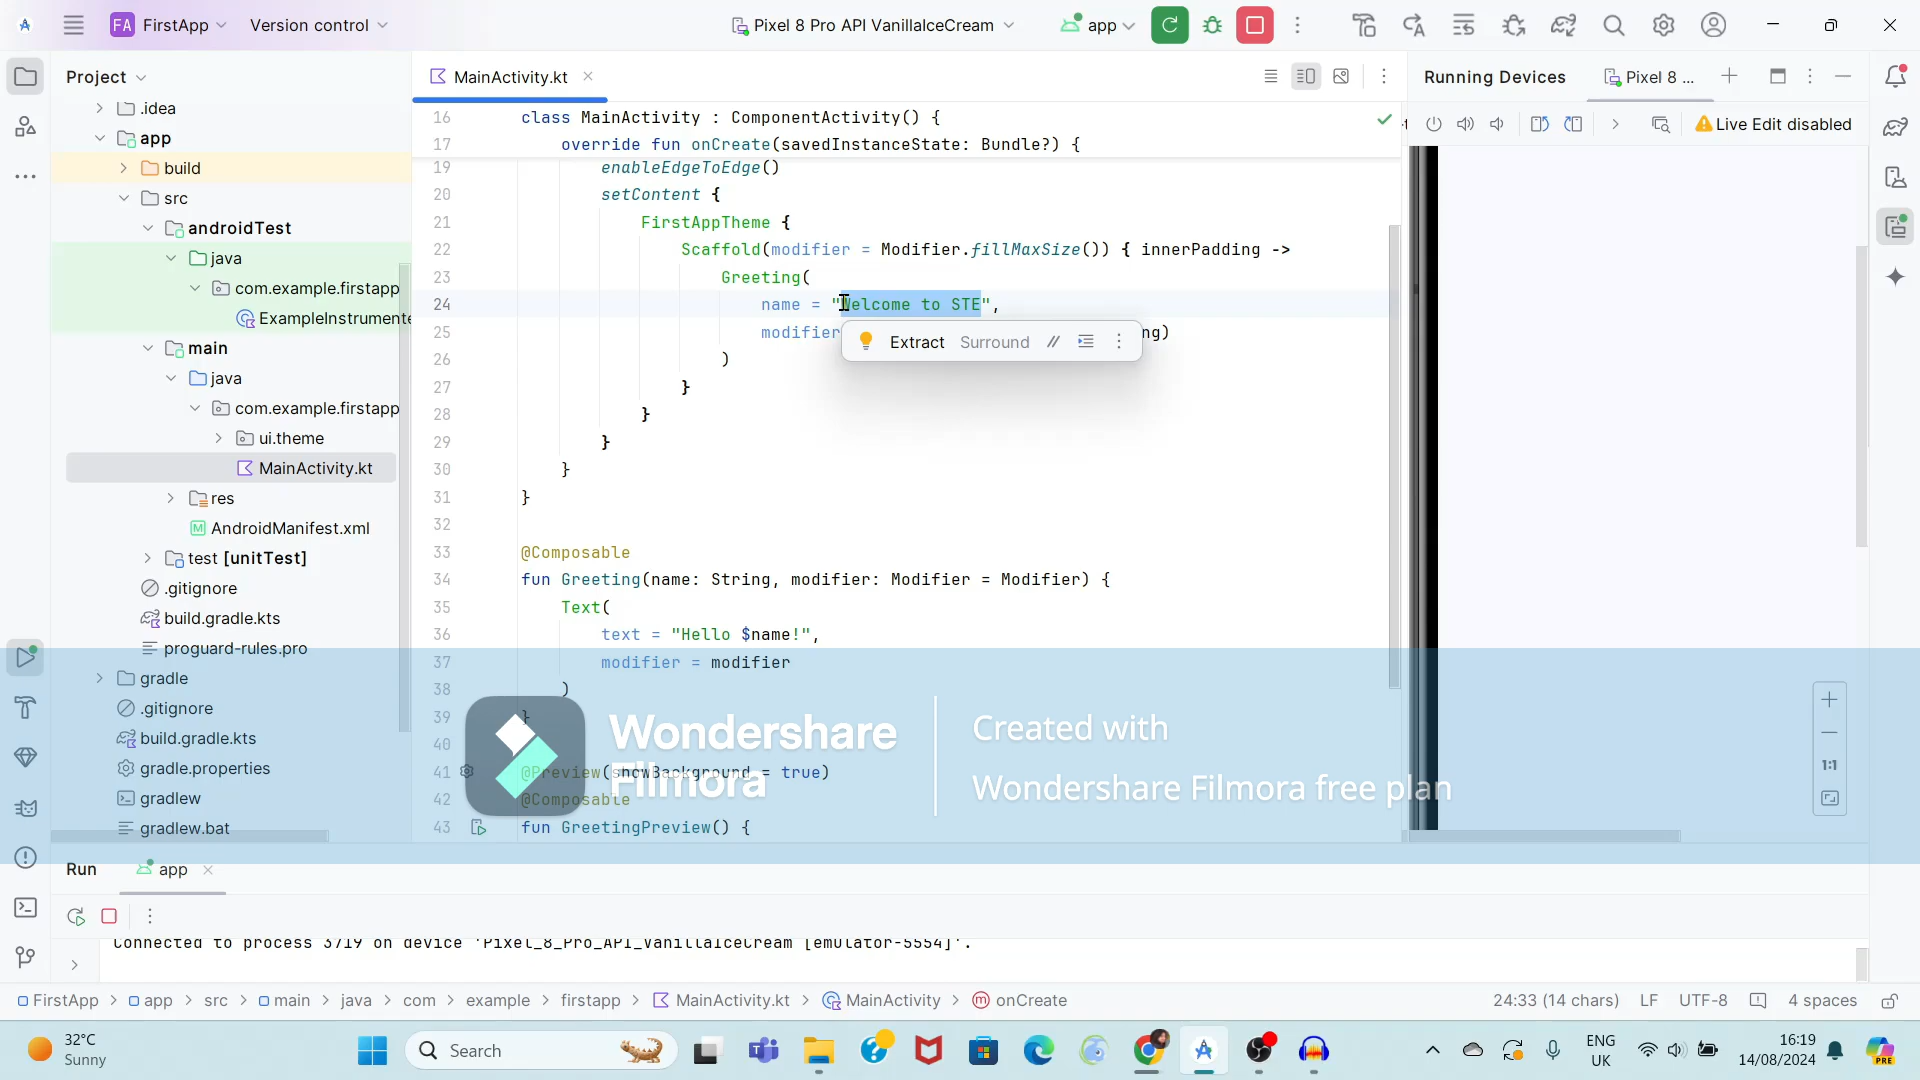 FA FirstApp Version control Pixel 8 Pro API VanillaIceCream app
Project MainActivity.kt Running Devices Pixel 8 ...
Live Edit disabled
.idea
app
build
src
androidTest
java
com.example.firstapp
ExampleInstrumente
main
java
com.example.firstapp
ui.theme
MainActivity.kt
res
AndroidManifest.xml
test [unitTest]
.gitignore
build.gradle.kts
proguard-rules.pro
gradle
.gitignore
build.gradle.kts
gradle.properties
gradlew
gradlew.bat
16 class MainActivity : ComponentActivity() {
17 override fun onCreate(savedInstanceState: Bundle?) {
19 enableEdgeToEdge()
20 setContent {
21 FirstAppTheme {
22 Scaffold(modifier = Modifier.fillMaxSize()) { innerPadding ->
23 Greeting(
24 name = "Welcome to STE",
25 modifier ng)
Extract Surround //
26 )
27 }
28 }
29 }
30 }
31 }
32
33 @Composable
34 fun Greeting(name: String, modifier: Modifier = Modifier) {
35 Text(
36 text = "Hello $name!",
37 modifier = modifier
38 )
39 }
40
41 @Preview(showBackground = true)
42 @Composable
43 fun GreetingPreview() {
Wondershare
Filmora
Created with
Wondershare Filmora free plan
1:1
Run app
Connected to process 3719 on device 'Pixel_8_Pro_API_VanillaIceCream [emulator-5554]'.
FirstApp > app > src > main > java > com > example > firstapp > MainActivity.kt > MainActivity > onCreate 24:33 (14 chars) LF UTF-8 4 spaces
32°C
Sunny
Search
ENG
UK
16:19
14/08/2024
PRE